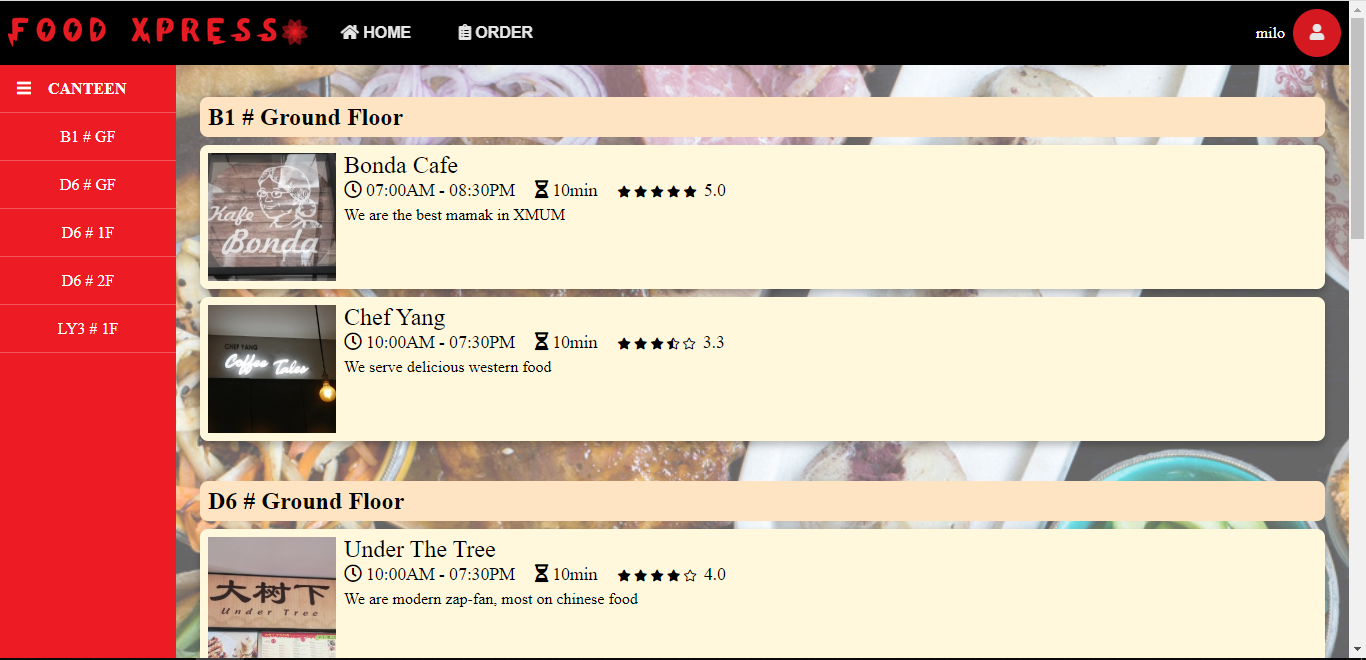 FOOD XPRESS
HOME
ORDER
milo
CANTEEN
B1 # GF
D6 # GF
D6 # 1F
D6 # 2F
LY3 # 1F
B1 # Ground Floor
Kafe
Bonda
Bonda Cafe
07:00AM - 08:30PM 10min 5.0
We are the best mamak in XMUM
CHEF YANG
Coffee Tales
Chef Yang
10:00AM - 07:30PM 10min 3.3
We serve delicious western food
D6 # Ground Floor
大树下
Under Tree
Under The Tree
10:00AM - 07:30PM 10min 4.0
We are modern zap-fan, most on chinese food